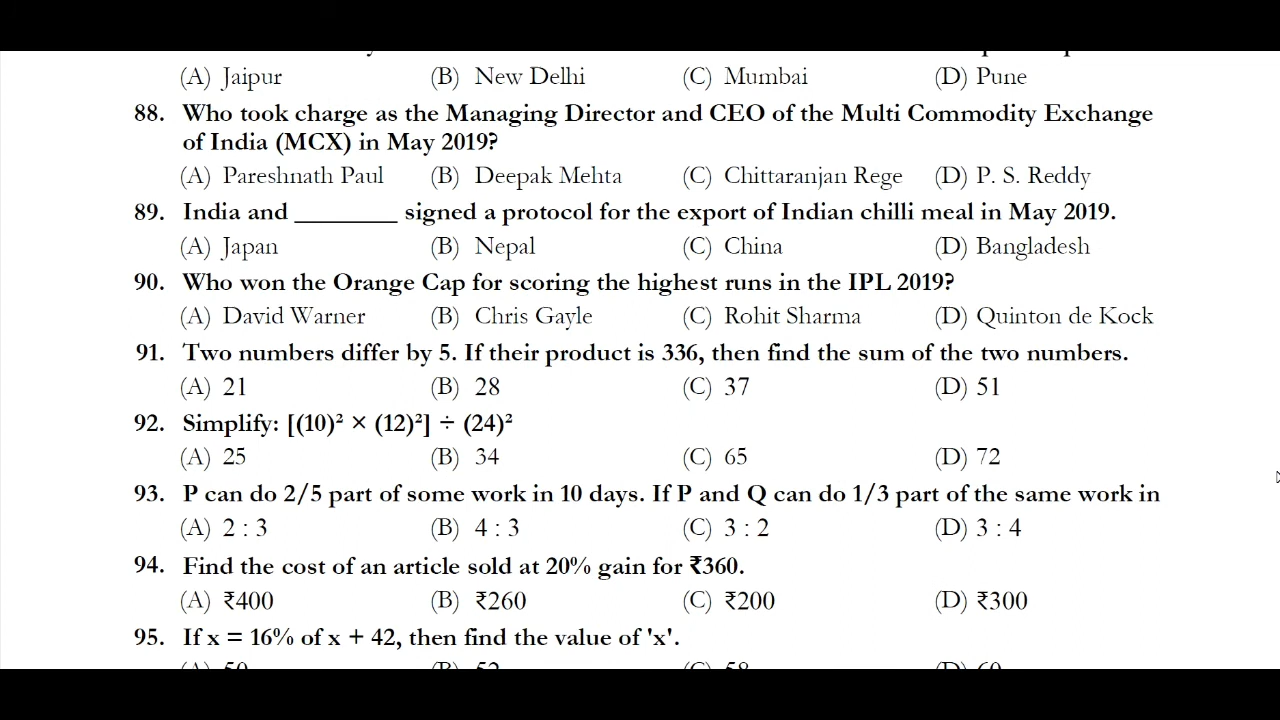 (A) Jaipur (B) New Delhi (C) Mumbai (D) Pune
88. Who took charge as the Managing Director and CEO of the Multi Commodity Exchange
of India (MCX) in May 2019?
(A) Pareshnath Paul (B) Deepak Mehta (C) Chittaranjan Rege (D) P. S. Reddy
89. India and ________ signed a protocol for the export of Indian chilli meal in May 2019.
(A) Japan (B) Nepal (C) China (D) Bangladesh
90. Who won the Orange Cap for scoring the highest runs in the IPL 2019?
(A) David Warner (B) Chris Gayle (C) Rohit Sharma (D) Quinton de Kock
91. Two numbers differ by 5. If their product is 336, then find the sum of the two numbers.
(A) 21 (B) 28 (C) 37 (D) 51
92. Simplify: [(10)² × (12)²] ÷ (24)²
(A) 25 (B) 34 (C) 65 (D) 72
93. P can do 2/5 part of some work in 10 days. If P and Q can do 1/3 part of the same work in
(A) 2 : 3 (B) 4 : 3 (C) 3 : 2 (D) 3 : 4
94. Find the cost of an article sold at 20% gain for ₹360.
(A) ₹400 (B) ₹260 (C) ₹200 (D) ₹300
95. If x = 16% of x + 42, then find the value of 'x'.
(A) 50 (B) 52 (C) 58 (D) 60